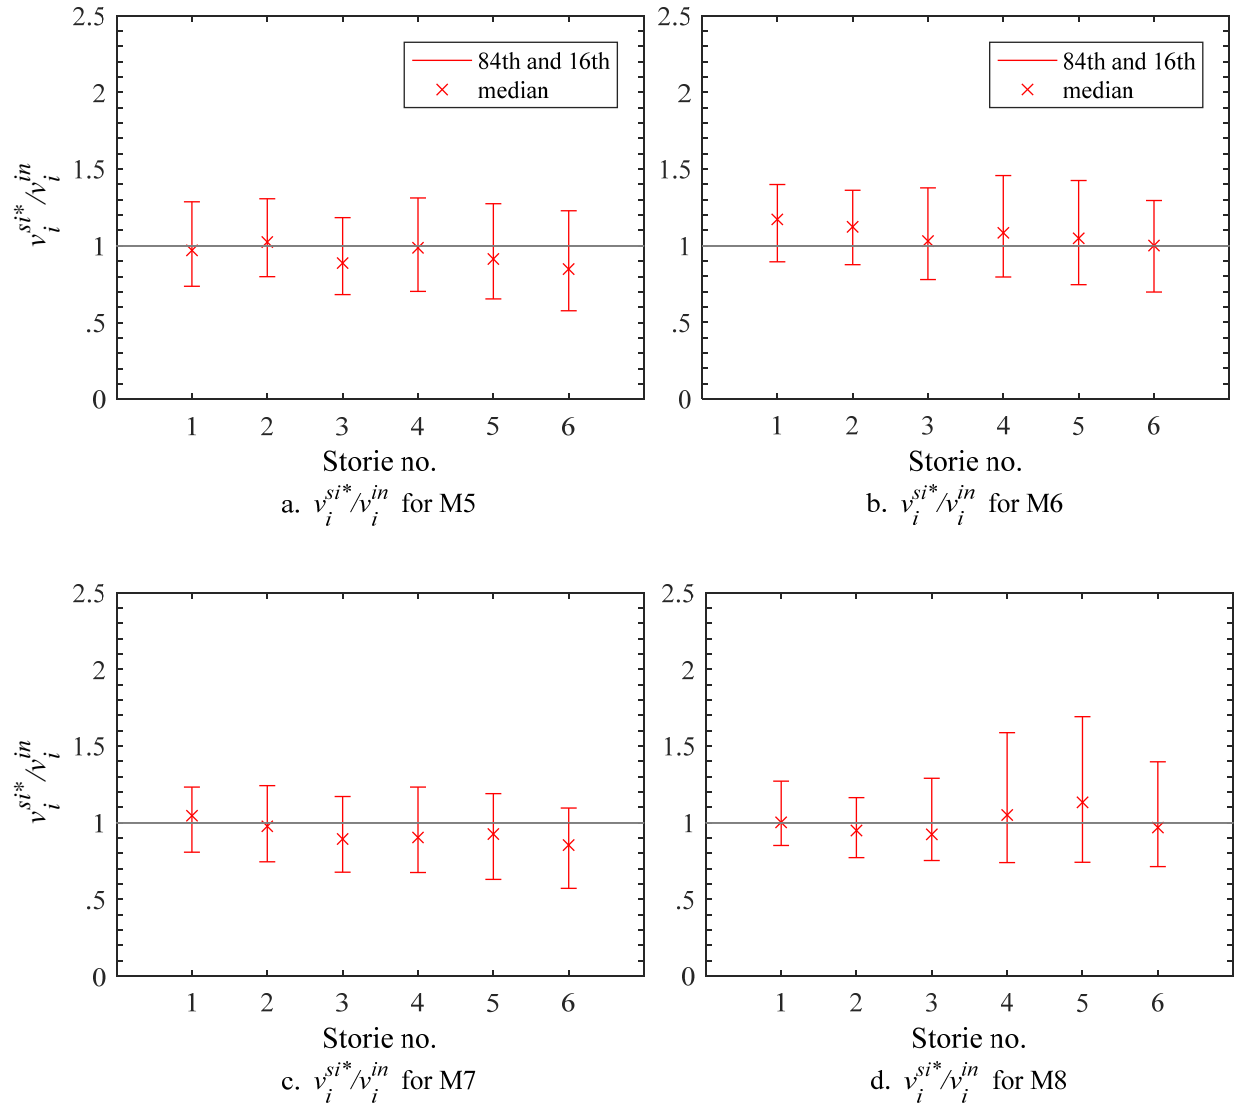 2.5 2.5
84th and 16th 84th and 16th
2 median 2 median
1.5 1.5
v_i^{si*}/v_i^{in} 1 1
.5 .5
0 0
1 2 3 4 5 6 1 2 3 4 5 6
Storie no. Storie no.
a. v_i^{si*}/v_i^{in} for M5 b. v_i^{si*}/v_i^{in} for M6
2.5 2.5
2 2
1.5 1.5
v_i^{si*}/v_i^{in} 1 1
.5 .5
0 0
1 2 3 4 5 6 1 2 3 4 5 6
Storie no. Storie no.
c. v_i^{si*}/v_i^{in} for M7 d. v_i^{si*}/v_i^{in} for M8